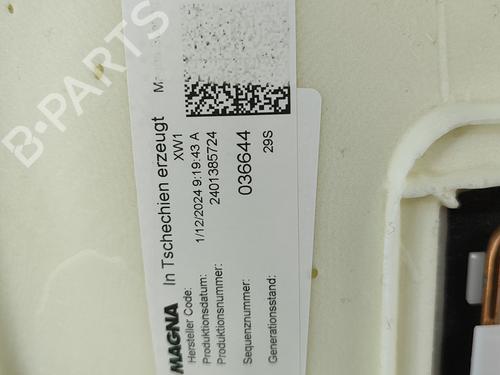 MAGNA In Tschechien erzeugt
Hersteller Code: XW1
Produktionsdatum: 1/12/2024 9:19:43 A
Produktionsnummer: 2401385724
Sequenznummer: 036644
Generationsstand: 29S
B-PARTS